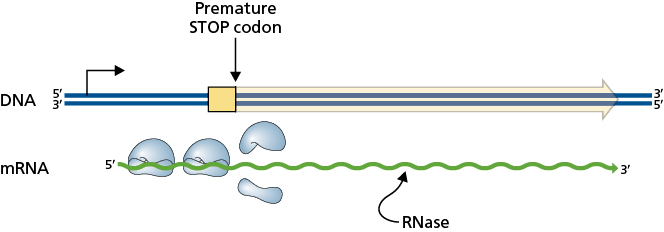 Premature
STOP codon
5’
3’
DNA
3’
5’
mRNA
5’
3’
RNase